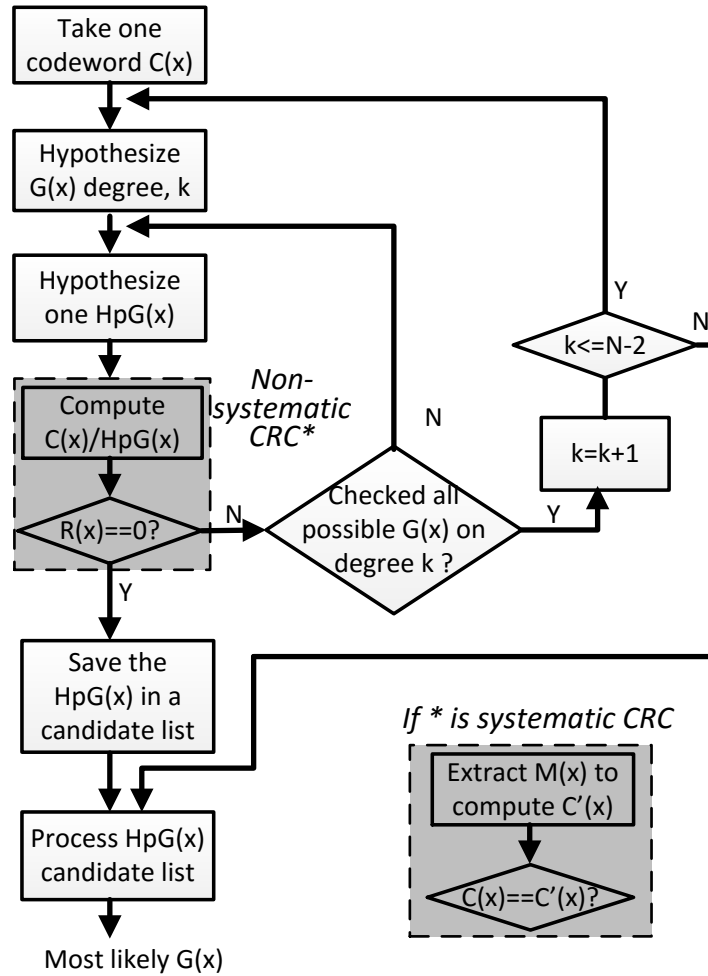 Take one
codeword C(x)
Hypothesize
G(x) degree, k
Hypothesize
one HpG(x)
Compute
C(x)/HpG(x)
R(x)==0?
Non-
systematic
CRC*
N
Y
Checked all
possible G(x) on
degree k ?
N
Y
k=k+1
k<=N-2
Y
N
Save the
HpG(x) in a
candidate list
Process HpG(x)
candidate list
Most likely G(x)
If * is systematic CRC
Extract M(x) to
compute C’(x)
C(x)==C’(x)?